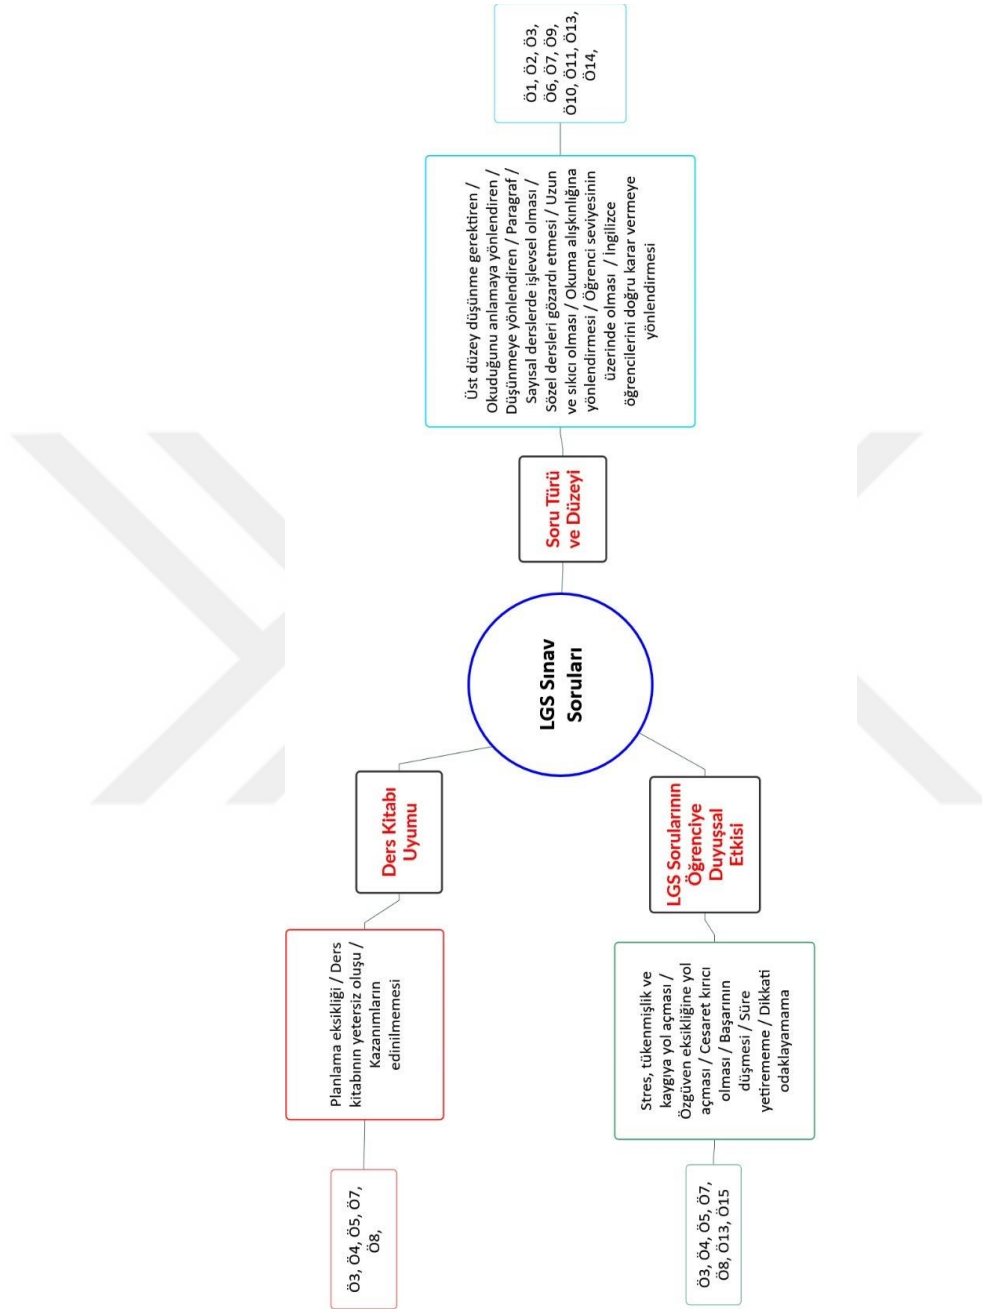 LGS Sınav
Soruları
Soru Türü
ve Düzeyi
Üst düzey düşünme gerektiren /
Okuduğunu anlamaya yönlendiren /
Düşünmeye yönlendiren / Paragraf /
Sayısal derslerde işlevsel olması /
Sözel dersleri gözardı etmesi / Uzun
ve sıkıcı olması / Okuma alışkınlığına
yönlendirmesi / Öğrenci seviyesinin
üzerinde olması / İngilizce
öğrencilerini doğru karar vermeye
yönlendirmesi
Ö1, Ö2, Ö3,
Ö6, Ö7, Ö9,
Ö10, Ö11, Ö13,
Ö14,
Ders Kitabı
Uyumu
Planlama eksikliği / Ders
kitabının yetersiz oluşu /
Kazanımların
edinilmemesi
Ö3, Ö4, Ö5, Ö7,
Ö8,
LGS Sorularının
Öğrenciye
Duyuşsal
Etkisi
Stres, tükenmişlik ve
kaygıya yol açması /
Özgüven eksikliğine yol
açması / Cesaret kırıcı
olması / Başarının
düşmesi / Süre
yetirememe / Dikkati
odaklayamama
Ö3, Ö4, Ö5, Ö7,
Ö8, Ö13, Ö15